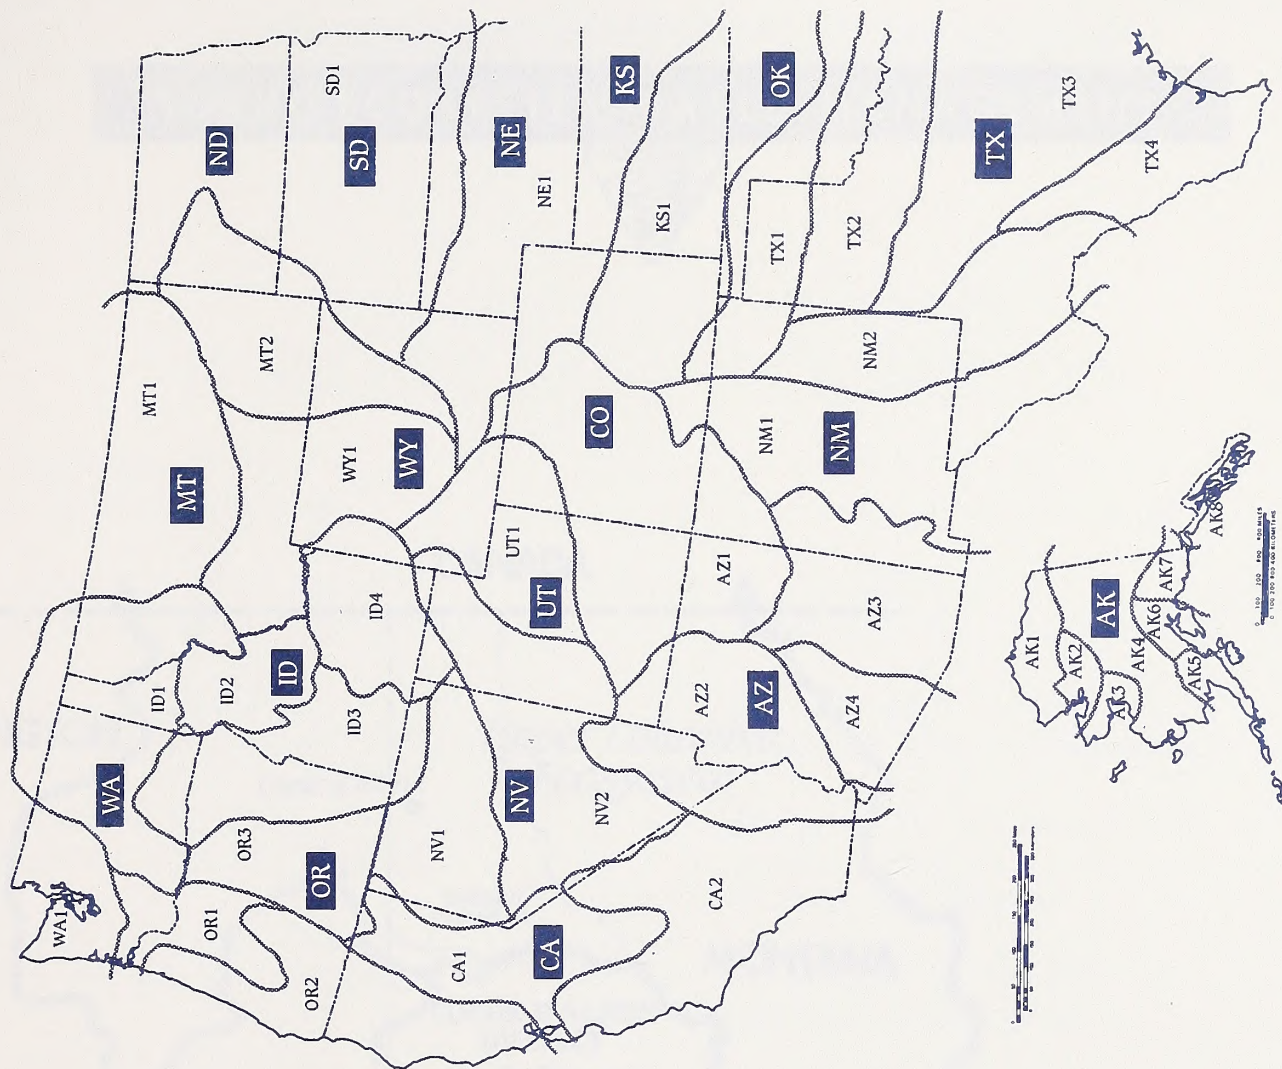 WA1
WA
OR1
OR2
OR3
OR
CA1
CA
CA2
NV1
NV
NV2
ID1
ID2
ID
ID3
ID4
MT1
MT
MT2
WY1
WY
UT1
UT
CO
AZ1
AZ2
AZ
AZ3
AZ4
NM1
NM
NM2
ND
SD1
SD
NE
NE1
KS
KS1
OK
TX1
TX2
TX
TX3
TX4
AK1
AK2
AK
AK3
AK4
AK5
AK6
AK7
AK8